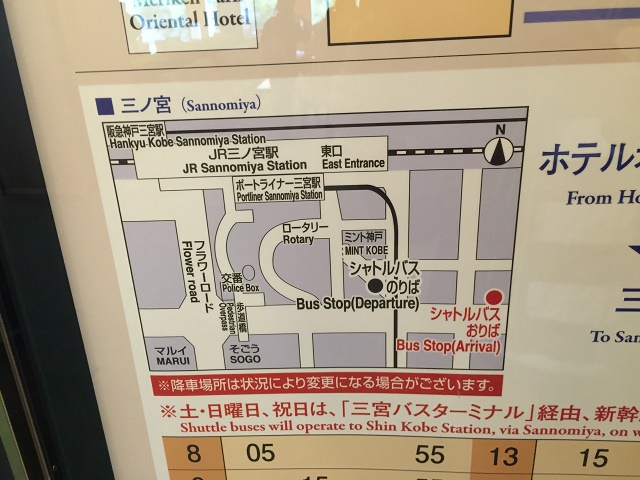 Oriental Hotel
■ 三ノ宮 (Sannomiya)
阪急神戸三宮駅
Hankyu Kobe Sannomiya Station
JR三ノ宮駅
JR Sannomiya Station
東口
East Entrance
N
ポートライナー三宮駅
Portliner Sannomiya Station
ロータリー
Rotary
ミント神戸
MINT KOBE
フラワーロード
Flower road
交番
Police Box
歩道橋
Pedestrian
Overpass
シャトルバス
のりば
Bus Stop(Departure)
シャトルバス
おりば
Bus Stop(Arrival)
マルイ
MARUI
そごう
SOGO
※降車場所は状況により変更になる場合がございます。
ホテル
From Ho
三
To San
※土・日曜日、祝日は、「三宮バスターミナル」経由、新幹
Shuttle buses will operate to Shin Kobe Station, via Sannomiya, on w
8 05 55 13 15